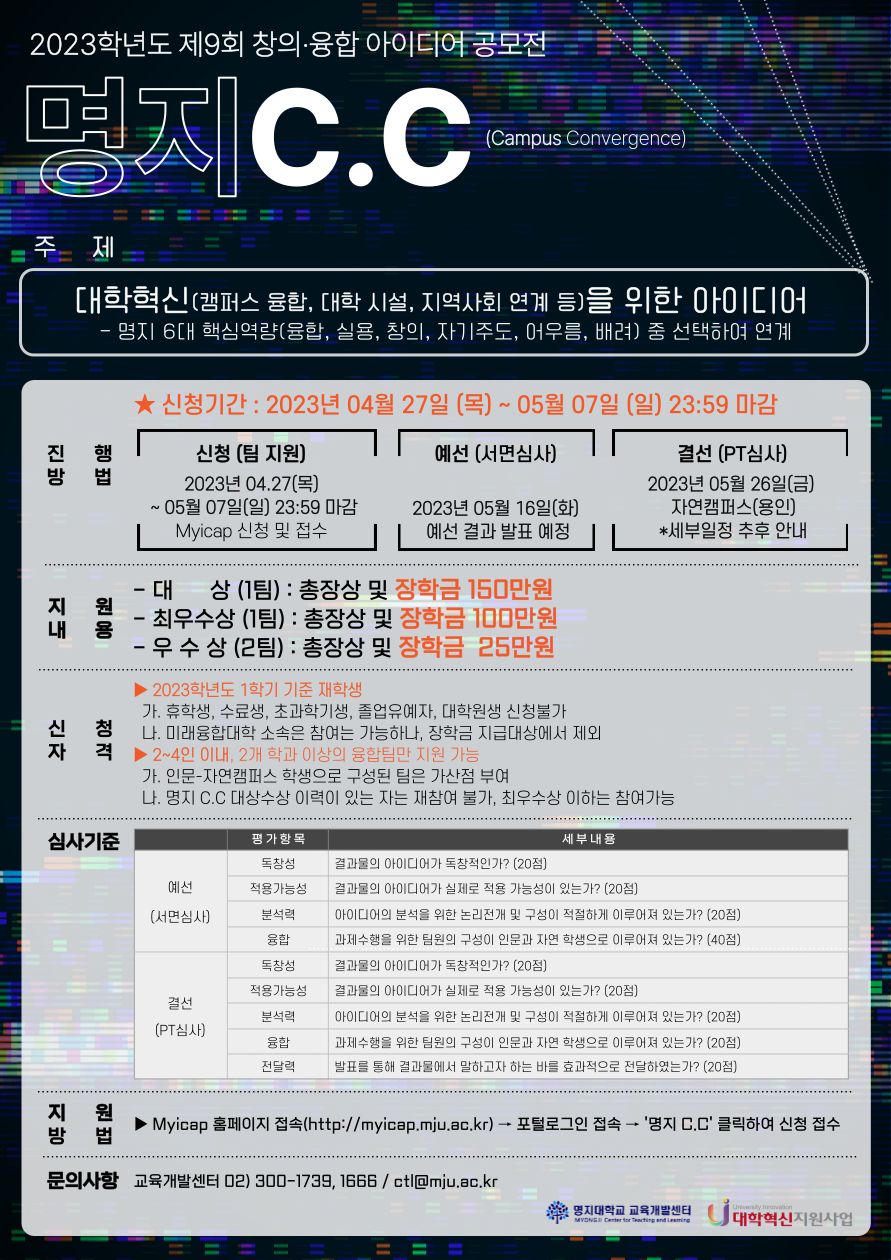 2023학년도 제9회 창의·융합 아이디어 공모전
명지C.C (Campus Convergence)
주 제
대학혁신(캠퍼스 융합, 대학 시설, 지역사회 연계 등)을 위한 아이디어
- 명지 6대 핵심역량(융합, 실용, 창의, 자기주도, 어우름, 배려) 중 선택하여 연계
★ 신청기간 : 2023년 04월 27일 (목) ~ 05월 07일 (일) 23:59 마감
진 행
방 법
신청 (팀 지원)
2023년 04.27(목)
~ 05월 07일(일) 23:59 마감
Myicap 신청 및 접수
예선 (서면심사)
2023년 05월 16일(화)
예선 결과 발표 예정
결선 (PT심사)
2023년 05월 26일(금)
자연캠퍼스(용인)
*세부일정 추후 안내
지 원
내 용
- 대 상 (1팀) : 총장상 및 장학금 150만원
- 최우수상 (1팀) : 총장상 및 장학금 100만원
- 우 수 상 (2팀) : 총장상 및 장학금 25만원
신 청
자 격
▶ 2023학년도 1학기 기준 재학생
가. 휴학생, 수료생, 초과학기생, 졸업유예자, 대학원생 신청불가
나. 미래융합대학 소속은 참여는 가능하나, 장학금 지급대상에서 제외
▶ 2~4인 이내, 2개 학과 이상의 융합팀만 지원 가능
가. 인문-자연캠퍼스 학생으로 구성된 팀은 가산점 부여
나. 명지 C.C 대상수상 이력이 있는 자는 재참여 불가, 최우수상 이하는 참여가능
심사기준
평가항목 세부내용
예선
(서면심사)
독창성 결과물의 아이디어가 독창적인가? (20점)
적용가능성 결과물의 아이디어가 실제로 적용 가능성이 있는가? (20점)
분석력 아이디어의 분석을 위한 논리전개 및 구성이 적절하게 이루어져 있는가? (20점)
융합 과제수행을 위한 팀원의 구성이 인문과 자연 학생으로 이루어져 있는가? (40점)
결선
(PT심사)
독창성 결과물의 아이디어가 독창적인가? (20점)
적용가능성 결과물의 아이디어가 실제로 적용 가능성이 있는가? (20점)
분석력 아이디어의 분석을 위한 논리전개 및 구성이 적절하게 이루어져 있는가? (20점)
융합 과제수행을 위한 팀원의 구성이 인문과 자연 학생으로 이루어져 있는가? (20점)
전달력 발표를 통해 결과물에서 말하고자 하는 바를 효과적으로 전달하였는가? (20점)
지 원
방 법
▶ Myicap 홈페이지 접속(http://myicap.mju.ac.kr) → 포털로그인 접속 → '명지 C.C' 클릭하여 신청 접수
문의사항
교육개발센터 02) 300-1739, 1666 / ctl@mju.ac.kr
명지대학교 교육개발센터
MYONGJI Center for Teaching and Learning
University Innovation
대학혁신지원사업